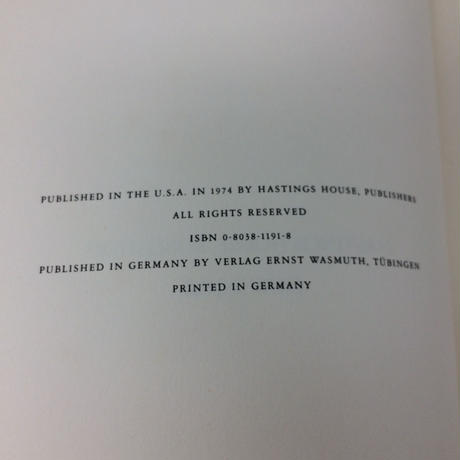 PUBLISHED IN THE U.S.A. IN 1974 BY HASTINGS HOUSE, PUBLISHERS
ALL RIGHTS RESERVED
ISBN 0-8038-1191-8
PUBLISHED IN GERMANY BY VERLAG ERNST WASMUTH, TÜBINGEN
PRINTED IN GERMANY